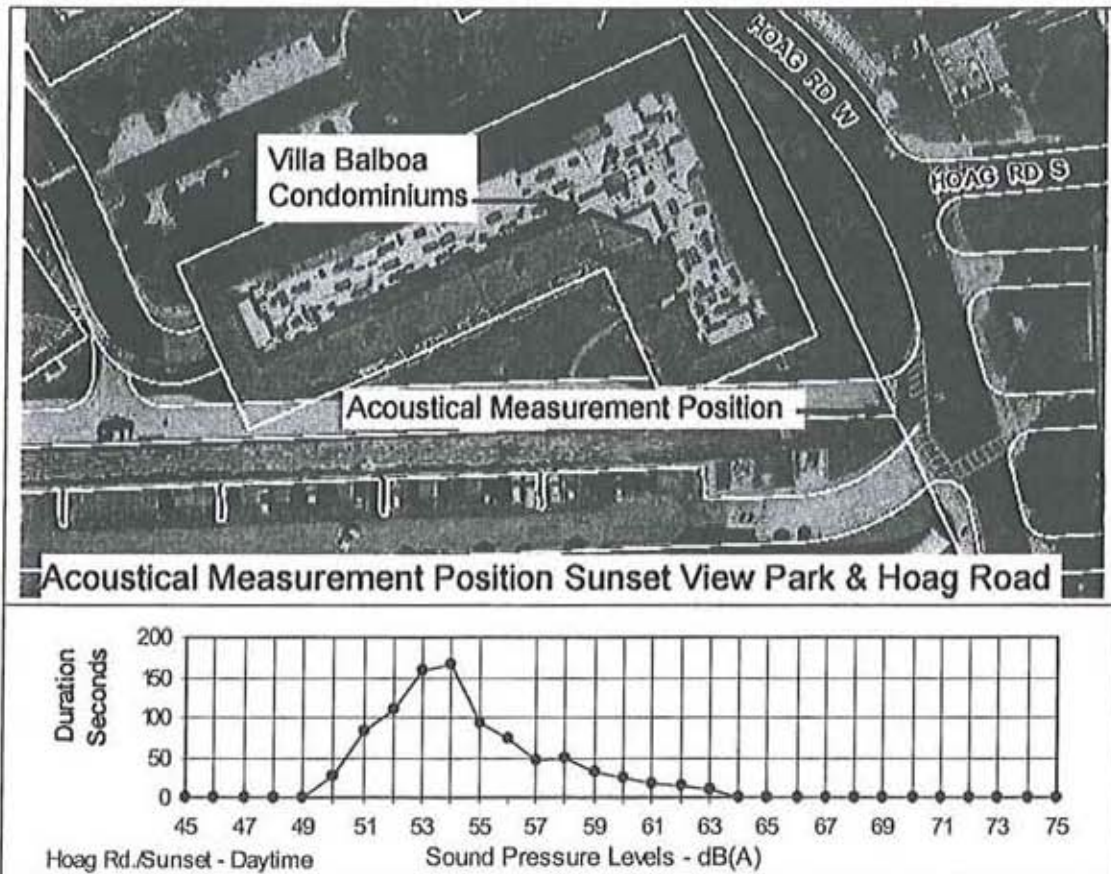 HOAG RD W
HOAG RD S
Villa Balboa
Condominiums
Acoustical Measurement Position
Acoustical Measurement Position Sunset View Park & Hoag Road
Duration
Seconds
200
150
100
50
0
45 47 49 51 53 55 57 59 61 63 65 67 69 71 73 75
Hoag Rd./Sunset - Daytime
Sound Pressure Levels - dB(A)